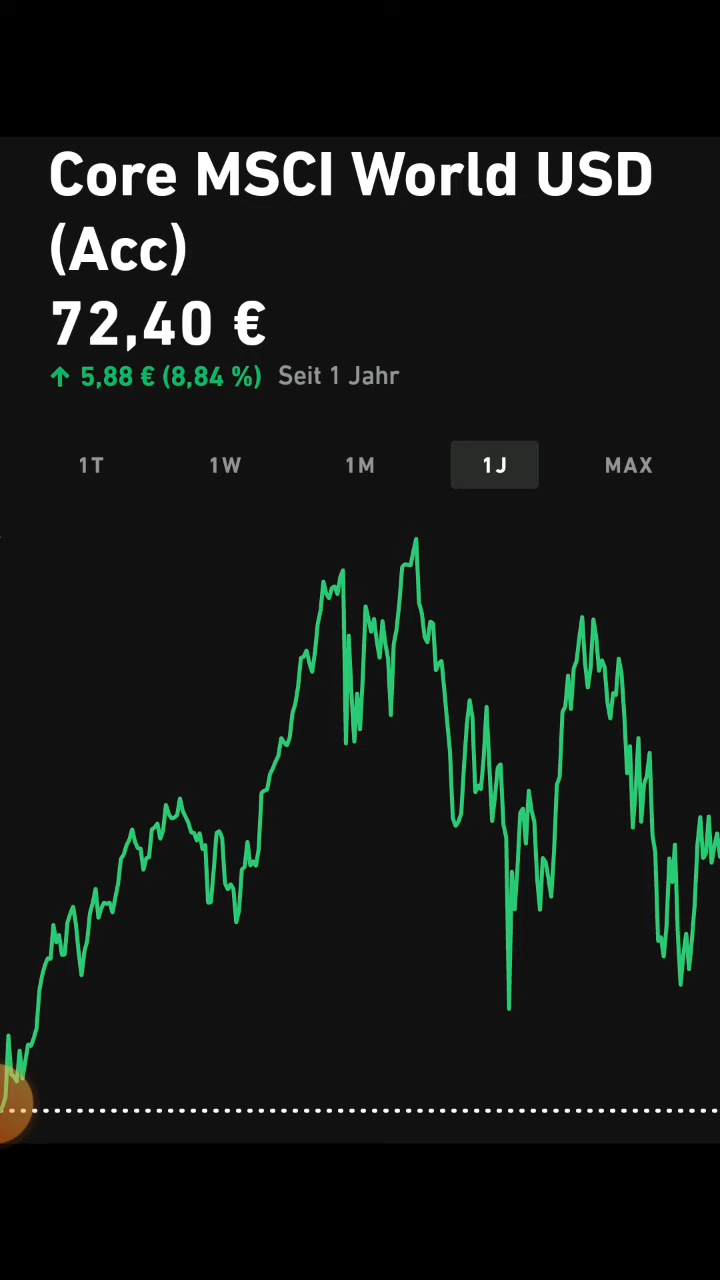 Core MSCI World USD
(Acc)
72,40 €
↑ 5,88 € (8,84 %) Seit 1 Jahr
1T 1W 1M 1J MAX